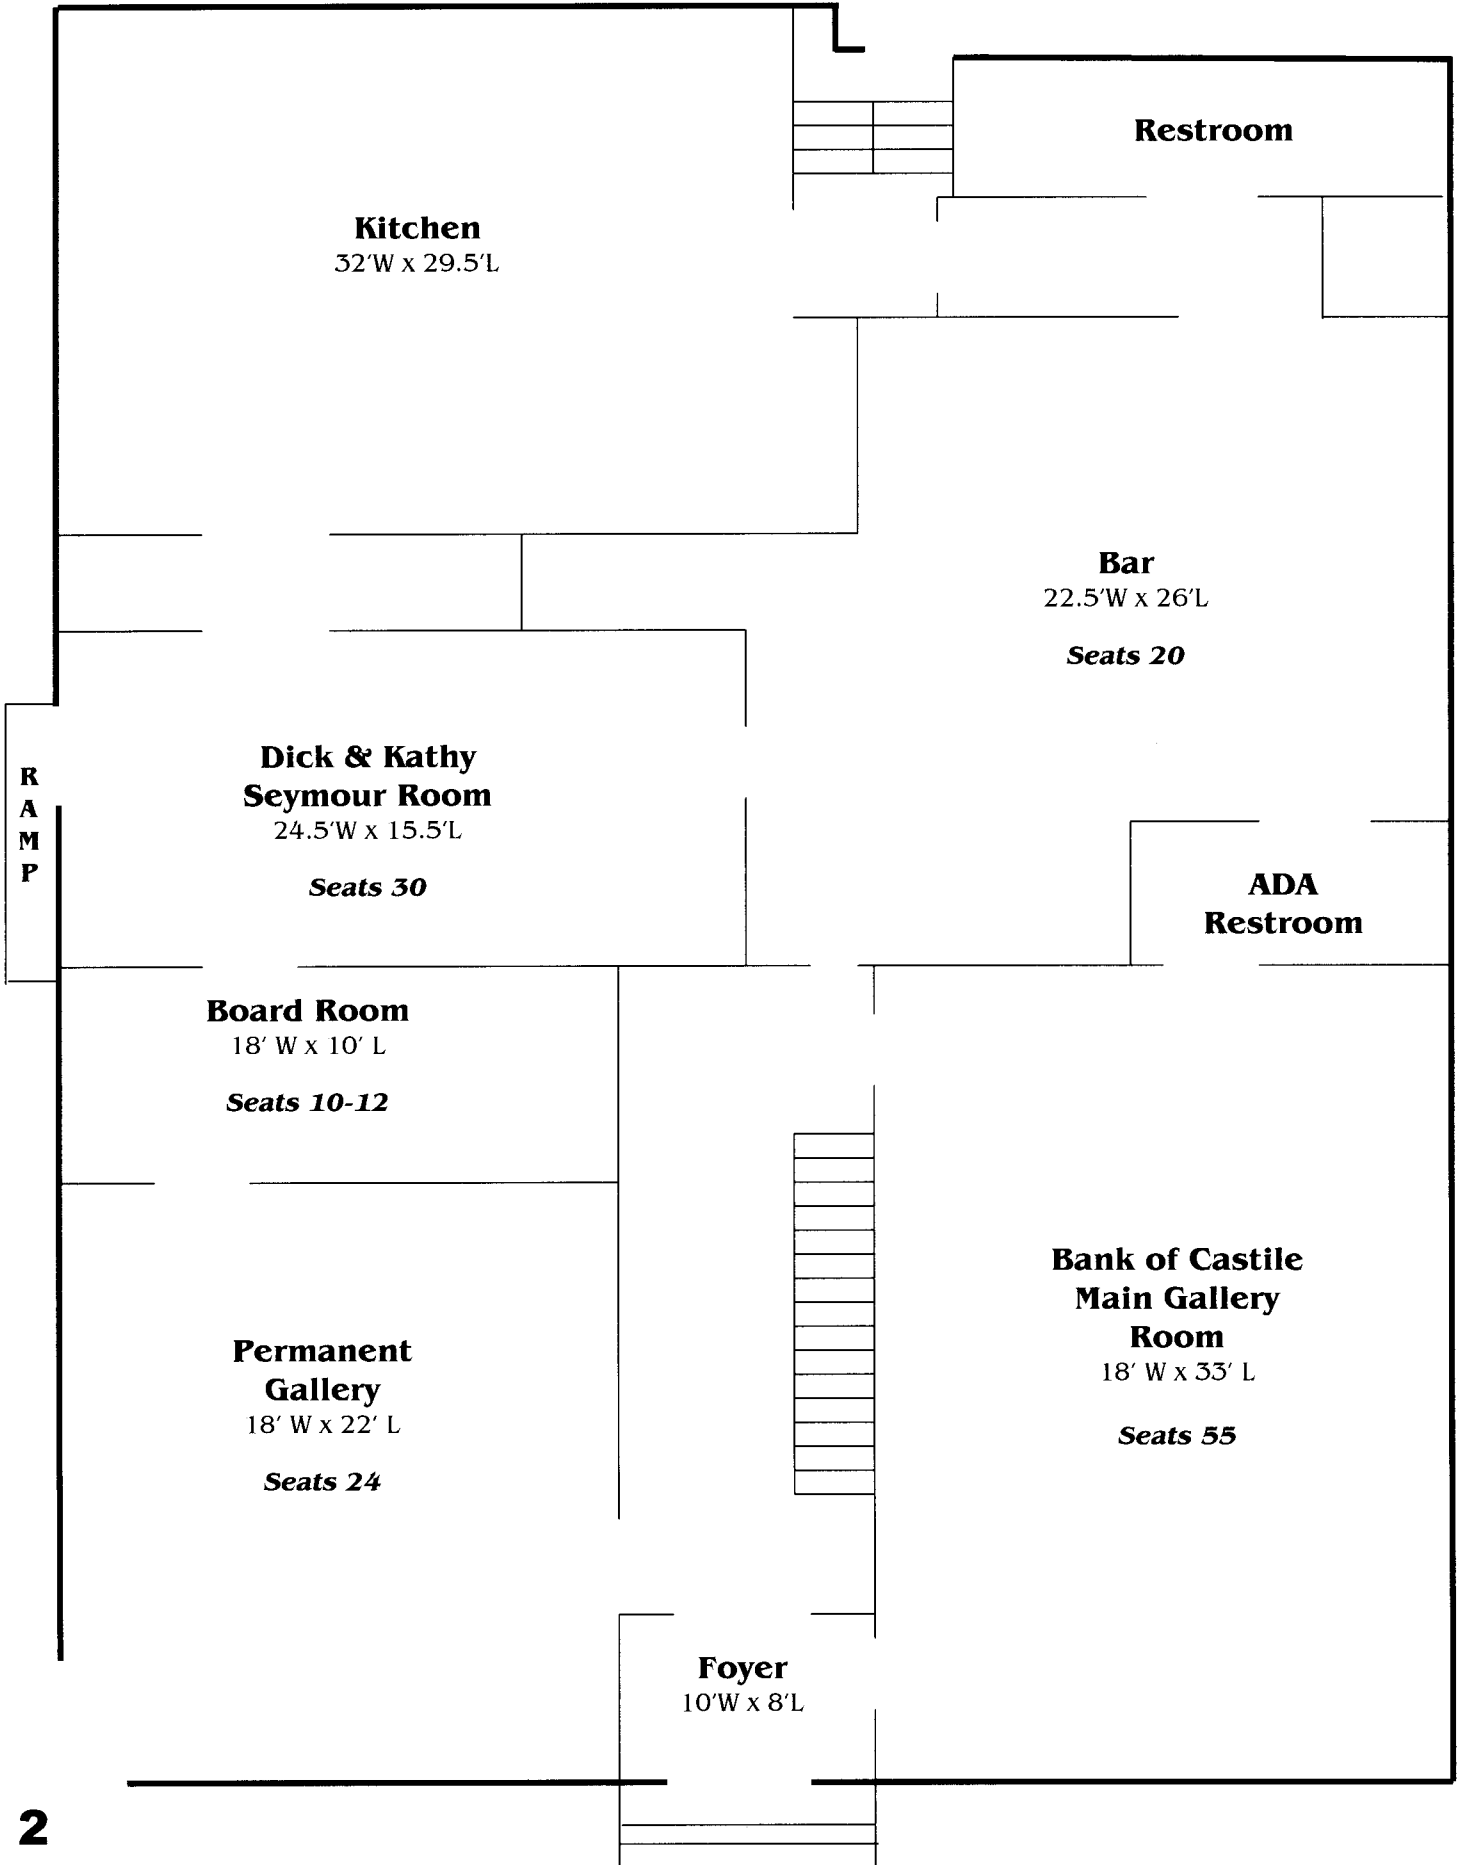 Restroom
Kitchen
32'W x 29.5'L
Bar
22.5'W x 26'L
Seats 20
R
A
M
P
Dick & Kathy
Seymour Room
24.5'W x 15.5'L
Seats 30
ADA
Restroom
Board Room
18' W x 10' L
Seats 10-12
Bank of Castile
Main Gallery
Room
18' W x 33' L
Seats 55
Permanent
Gallery
18' W x 22' L
Seats 24
Foyer
10'W x 8'L
2